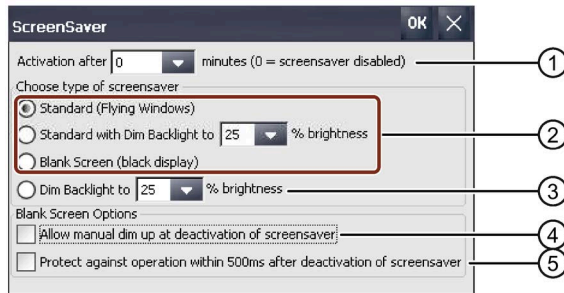 ScreenSaver OK
Activation after 0 minutes (0 = screensaver disabled) 1
Choose type of screensaver
Standard (Flying Windows)
Standard with Dim Backlight to 25 % brightness 2
Blank Screen (black display)
Dim Backlight to 25 % brightness 3
Blank Screen Options
Allow manual dim up at deactivation of screensaver 4
Protect against operation within 500ms after deactivation of screensaver 5